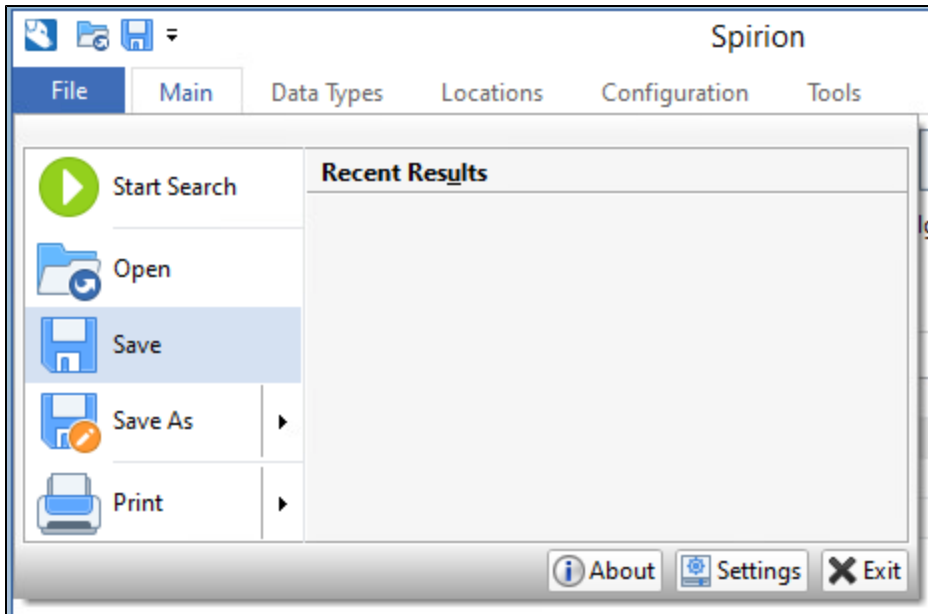 Spirion
File Main Data Types Locations Configuration Tools
Start Search
Recent Results
Open
Save
Save As
Print
About Settings Exit